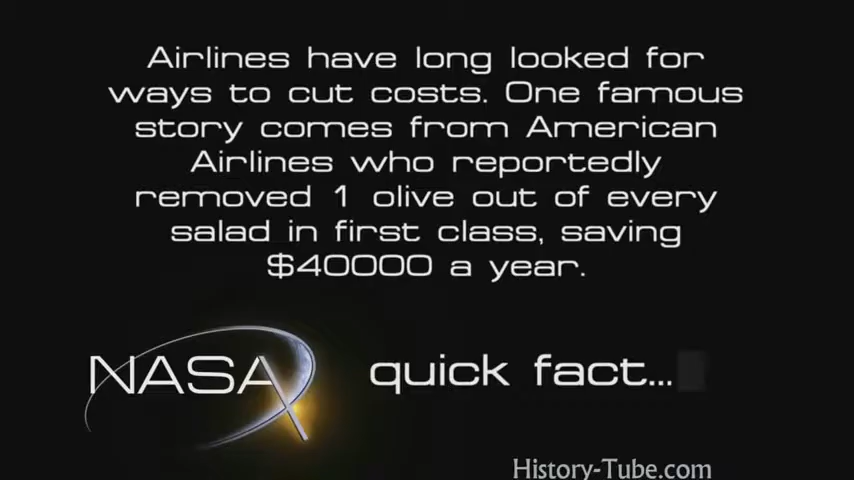 Airlines have long looked for
ways to cut costs. One famous
story comes from American
Airlines who reportedly
removed 1 olive out of every
salad in first class, saving
$40000 a year.
NASA quick fact...
History-Tube.com